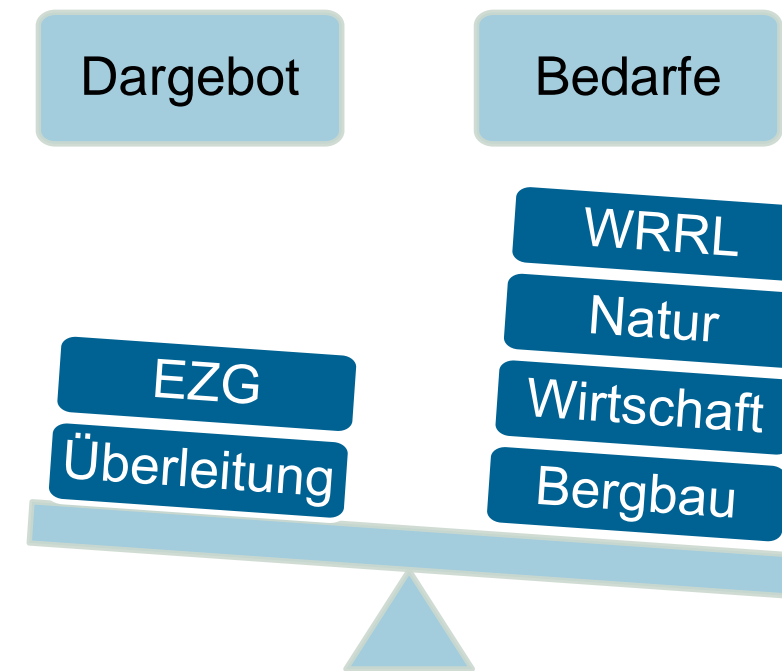 Dargebot
Bedarfe
EZG
Überleitung
WRRL
Natur
Wirtschaft
Bergbau